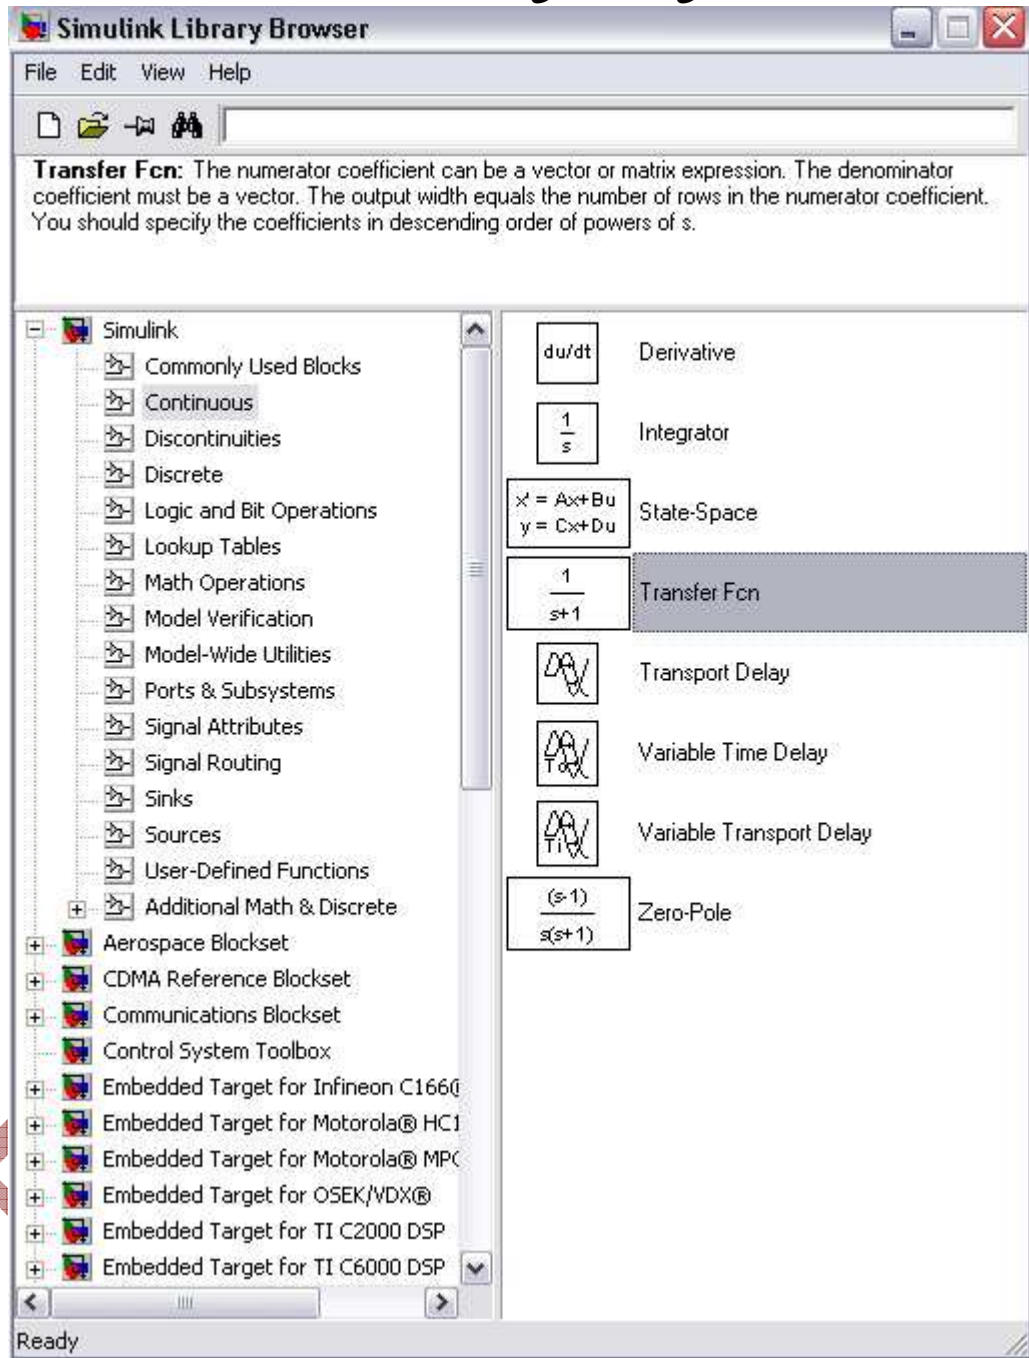 Simulink Library Browser
File Edit View Help
Transfer Fcn: The numerator coefficient can be a vector or matrix expression. The denominator
coefficient must be a vector. The output width equals the number of rows in the numerator coefficient.
You should specify the coefficients in descending order of powers of s.
Simulink
Commonly Used Blocks
Continuous
Discontinuities
Discrete
Logic and Bit Operations
Lookup Tables
Math Operations
Model Verification
Model-Wide Utilities
Ports & Subsystems
Signal Attributes
Signal Routing
Sinks
Sources
User-Defined Functions
Additional Math & Discrete
Aerospace Blockset
CDMA Reference Blockset
Communications Blockset
Control System Toolbox
Embedded Target for Infineon C166®
Embedded Target for Motorola® HC1
Embedded Target for Motorola® MPC
Embedded Target for OSEK/VDX®
Embedded Target for TI C2000 DSP
Embedded Target for TI C6000 DSP
du/dt Derivative
1
s
Integrator
x' = Ax+Bu
y = Cx+Du
State-Space
1
s+1
Transfer Fcn
Transport Delay
To
Variable Time Delay
Ti
Variable Transport Delay
(s-1)
s(s+1)
Zero-Pole
Ready